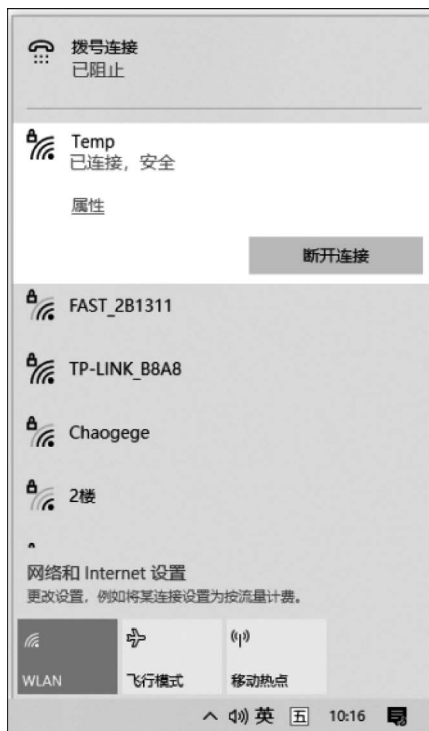 拨号连接
已阻止
Temp
已连接，安全
属性
断开连接
FAST_2B1311
TP-LINK_B8A8
Chaogege
2楼
网络和 Internet 设置
更改设置，例如将某连接设置为按流量计费。
WLAN 飞行模式 移动热点
英 五 10:16